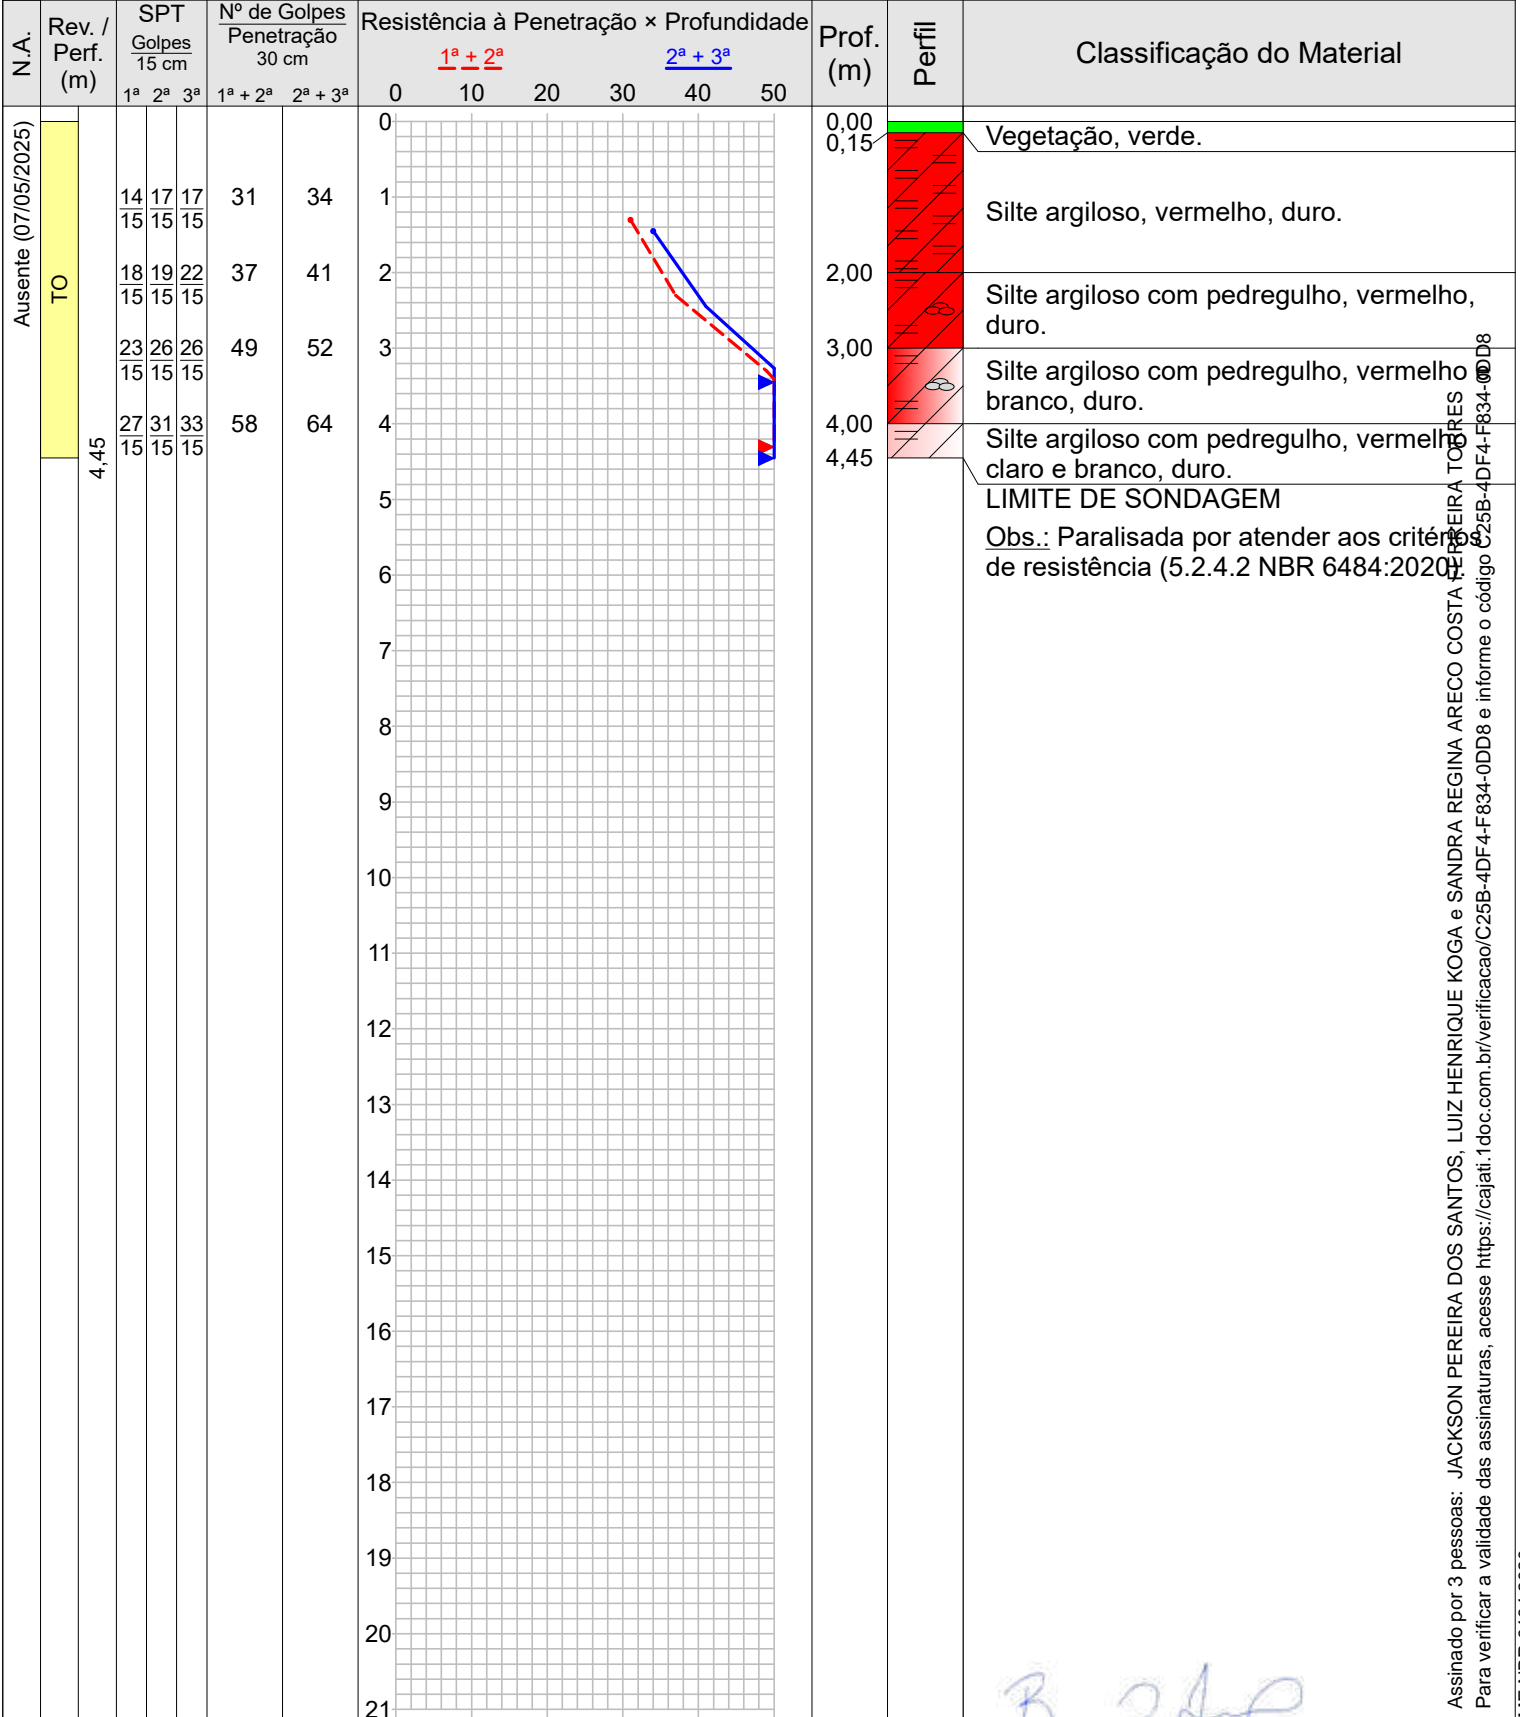 N.A.
Rev. /
Perf.
(m)
SPT
Golpes
15 cm
1ª 2ª 3ª
Nº de Golpes
Penetração
30 cm
1ª + 2ª 2ª + 3ª
Resistência à Penetração × Profundidade
1ª + 2ª 2ª + 3ª
0 10 20 30 40 50
Prof.
(m)
Perfil
Classificação do Material
Ausente (07/05/2025)
TO
4,45
14 17 17 31 34
15 15 15
18 19 22 37 41
15 15 15
23 26 26 49 52
15 15 15
27 31 33 58 64
15 15 15
0
1
2
3
4
5
6
7
8
9
10
11
12
13
14
15
16
17
18
19
20
21
0,00
0,15
2,00
3,00
4,00
4,45
Vegetação, verde.
Silte argiloso, vermelho, duro.
Silte argiloso com pedregulho, vermelho,
duro.
Silte argiloso com pedregulho, vermelho e
branco, duro.
Silte argiloso com pedregulho, vermelho
claro e branco, duro.
LIMITE DE SONDAGEM
Obs.: Paralisada por atender aos critérios
de resistência (5.2.4.2 NBR 6484:2020).
Assinado por 3 pessoas: JACKSON PEREIRA DOS SANTOS, LUIZ HENRIQUE KOGA e SANDRA REGINA ARECO COSTA FERREIRA TORRES
Para verificar a validade das assinaturas, acesse https://cajati.1doc.com.br/verificacao/C25B-4DF4-F834-0DD8 e informe o código C25B-4DF4-F834-0DD8